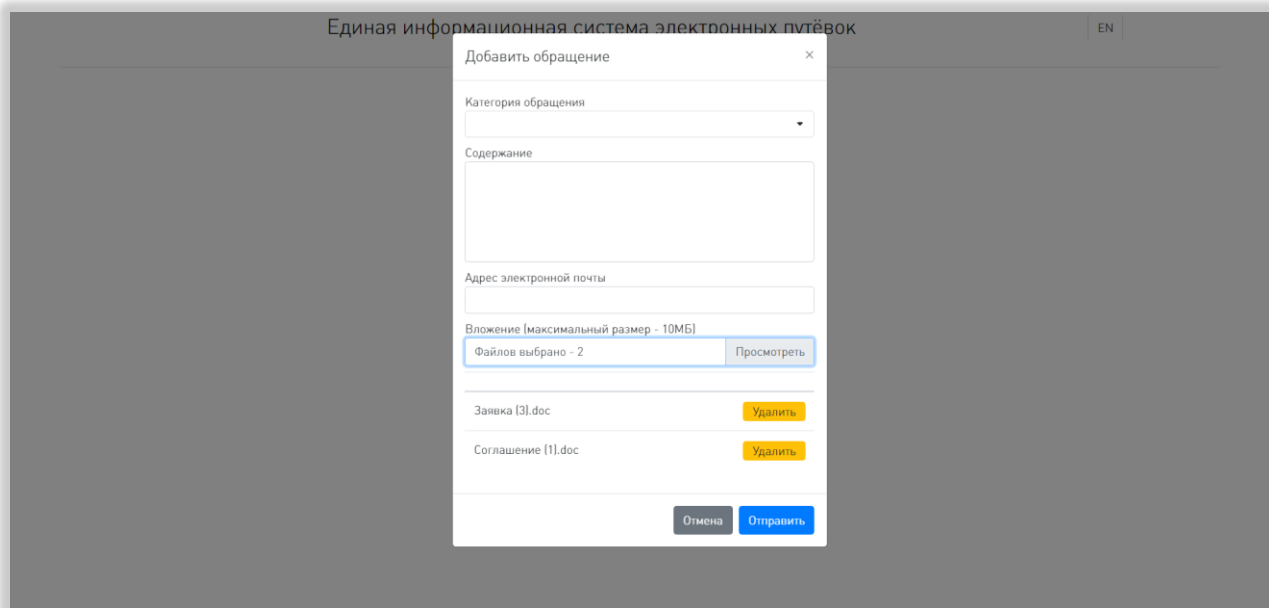 Единая информационная система электронных путёвок
EN
Добавить обращение
×
Категория обращения
Содержание
Адрес электронной почты
Вложение (максимальный размер - 10МБ)
Файлов выбрано - 2
Просмотреть
Заявка (3).doc
Удалить
Соглашение (1).doc
Удалить
Отмена
Отправить